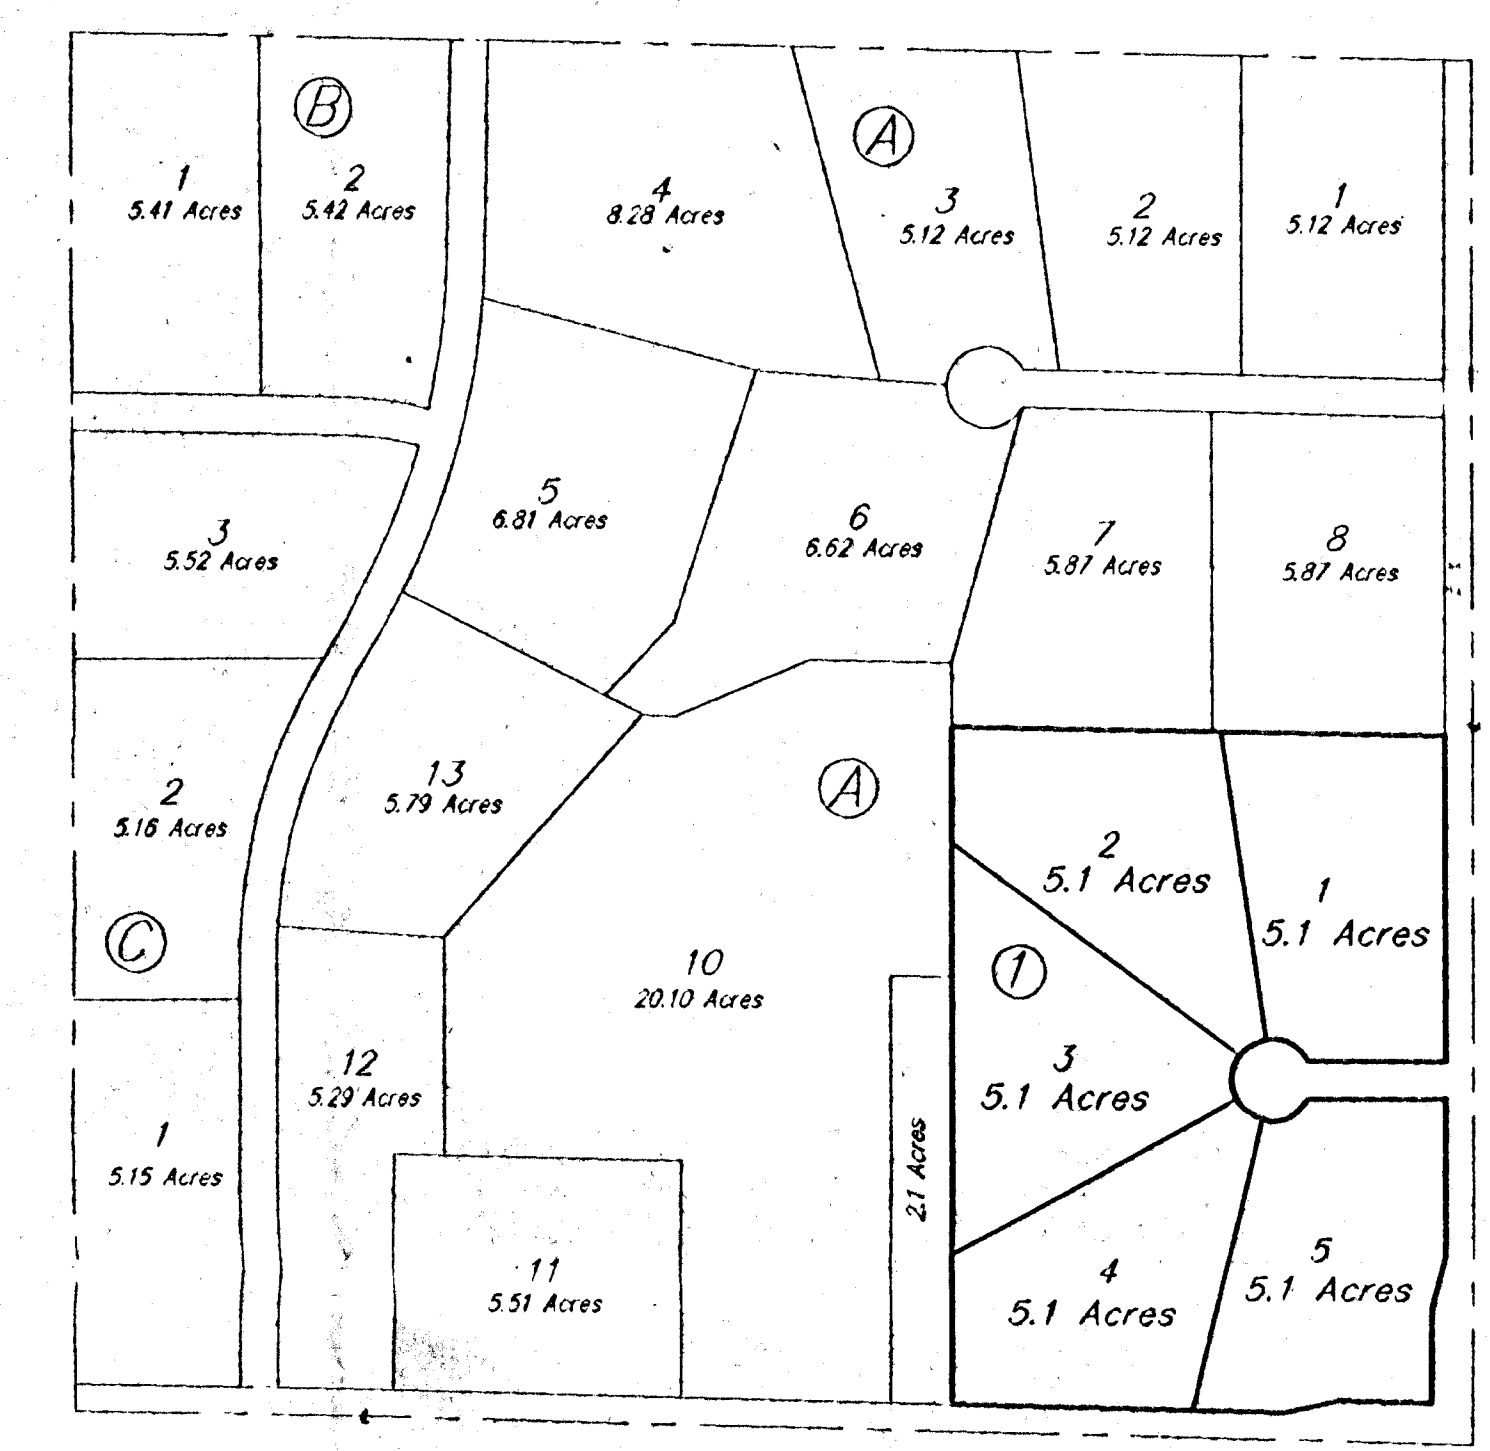 B
A
1
5.41 Acres
2
5.42 Acres
4
8.28 Acres
3
5.12 Acres
2
5.12 Acres
1
5.12 Acres
3
5.52 Acres
5
6.81 Acres
6
6.62 Acres
7
5.87 Acres
8
5.87 Acres
2
5.16 Acres
C
13
5.79 Acres
A
2
5.1 Acres
1
5.1 Acres
10
20.10 Acres
1
3
5.1 Acres
12
5.29 Acres
1
5.15 Acres
2.1 Acres
11
5.51 Acres
4
5.1 Acres
5
5.1 Acres